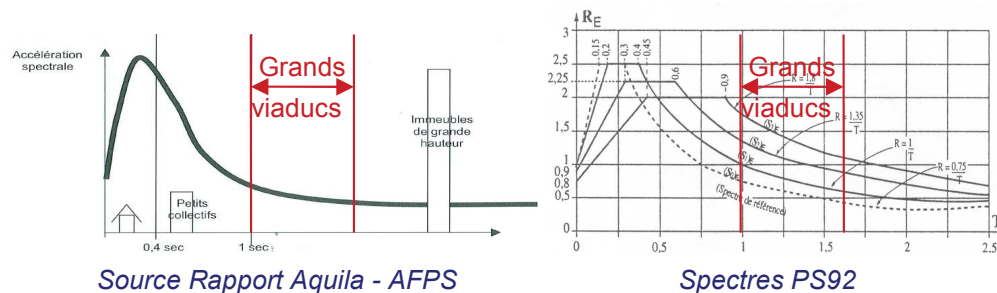 Accélération
spectrale
Grands
viaducs
Immeubles
de grande
hauteur
Petits
collectifs
0,4 sec
1 sec
Source Rapport Aquila - AFPS
R_E
3
2,5
2,25
2
1,5
1
0,9
0,8
0,5
0
0,15
0,2
0,3
0,4
0,45
0,6
0,9
Grands
viaducs
R = 1,8/T
R = 1,35/T
R = 1/T
R = 0,75/T
(Spectre de référence)
0
0,5
1
1,5
2
2,5
T
Spectres PS92